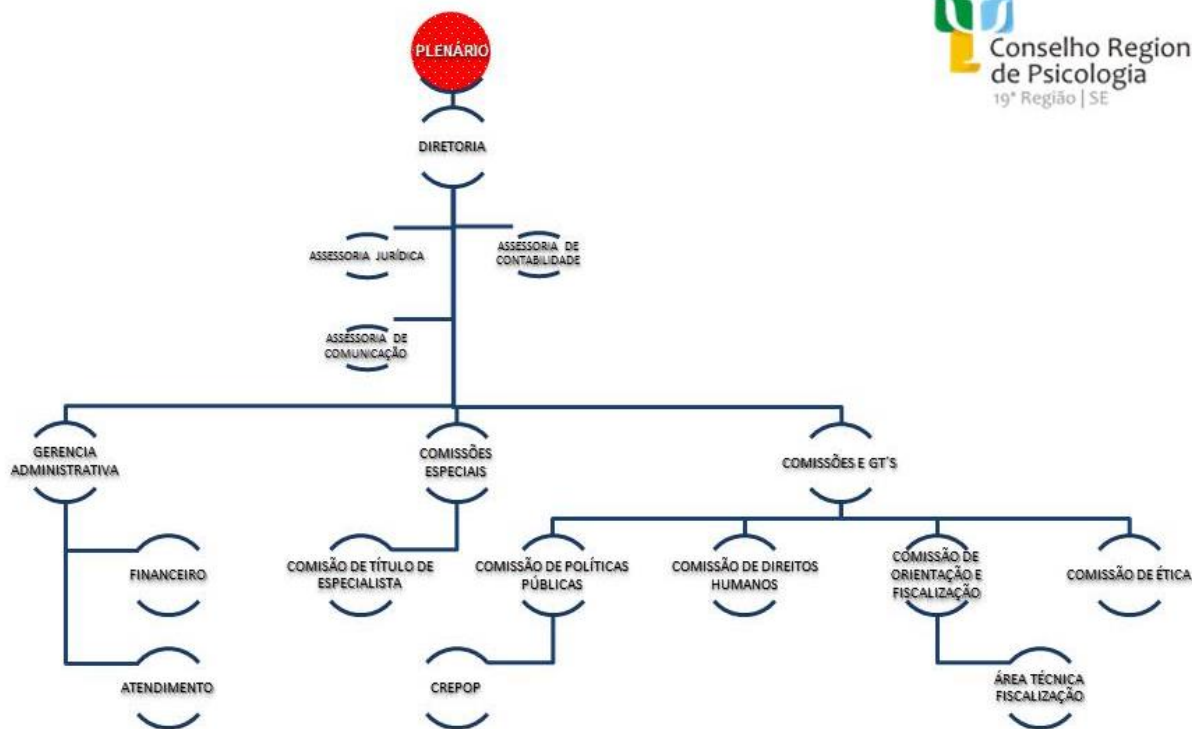 PLENÁRIO
Conselho Region
de Psicologia
19ª Região | SE
DIRETORIA
ASSESSORIA JURÍDICA
ASSESSORIA DE
CONTABILIDADE
ASSESSORIA DE
COMUNICAÇÃO
GERENCIA
ADMINISTRATIVA
COMISSÕES
ESPECIAIS
COMISSÕES E GT´S
FINANCEIRO
COMISÃO DE TÍTULO DE
ESPECIALISTA
COMISSÃO DE POLÍTICAS
PÚBLICAS
COMISSÃO DE DIREITOS
HUMANOS
COMISSÃO DE
ORIENTAÇÃO E
FISCALIZAÇÃO
COMISSÃO DE ÉTICA
ATENDIMENTO
CREPOP
ÁREA TÉCNICA
FISCALIZAÇÃO